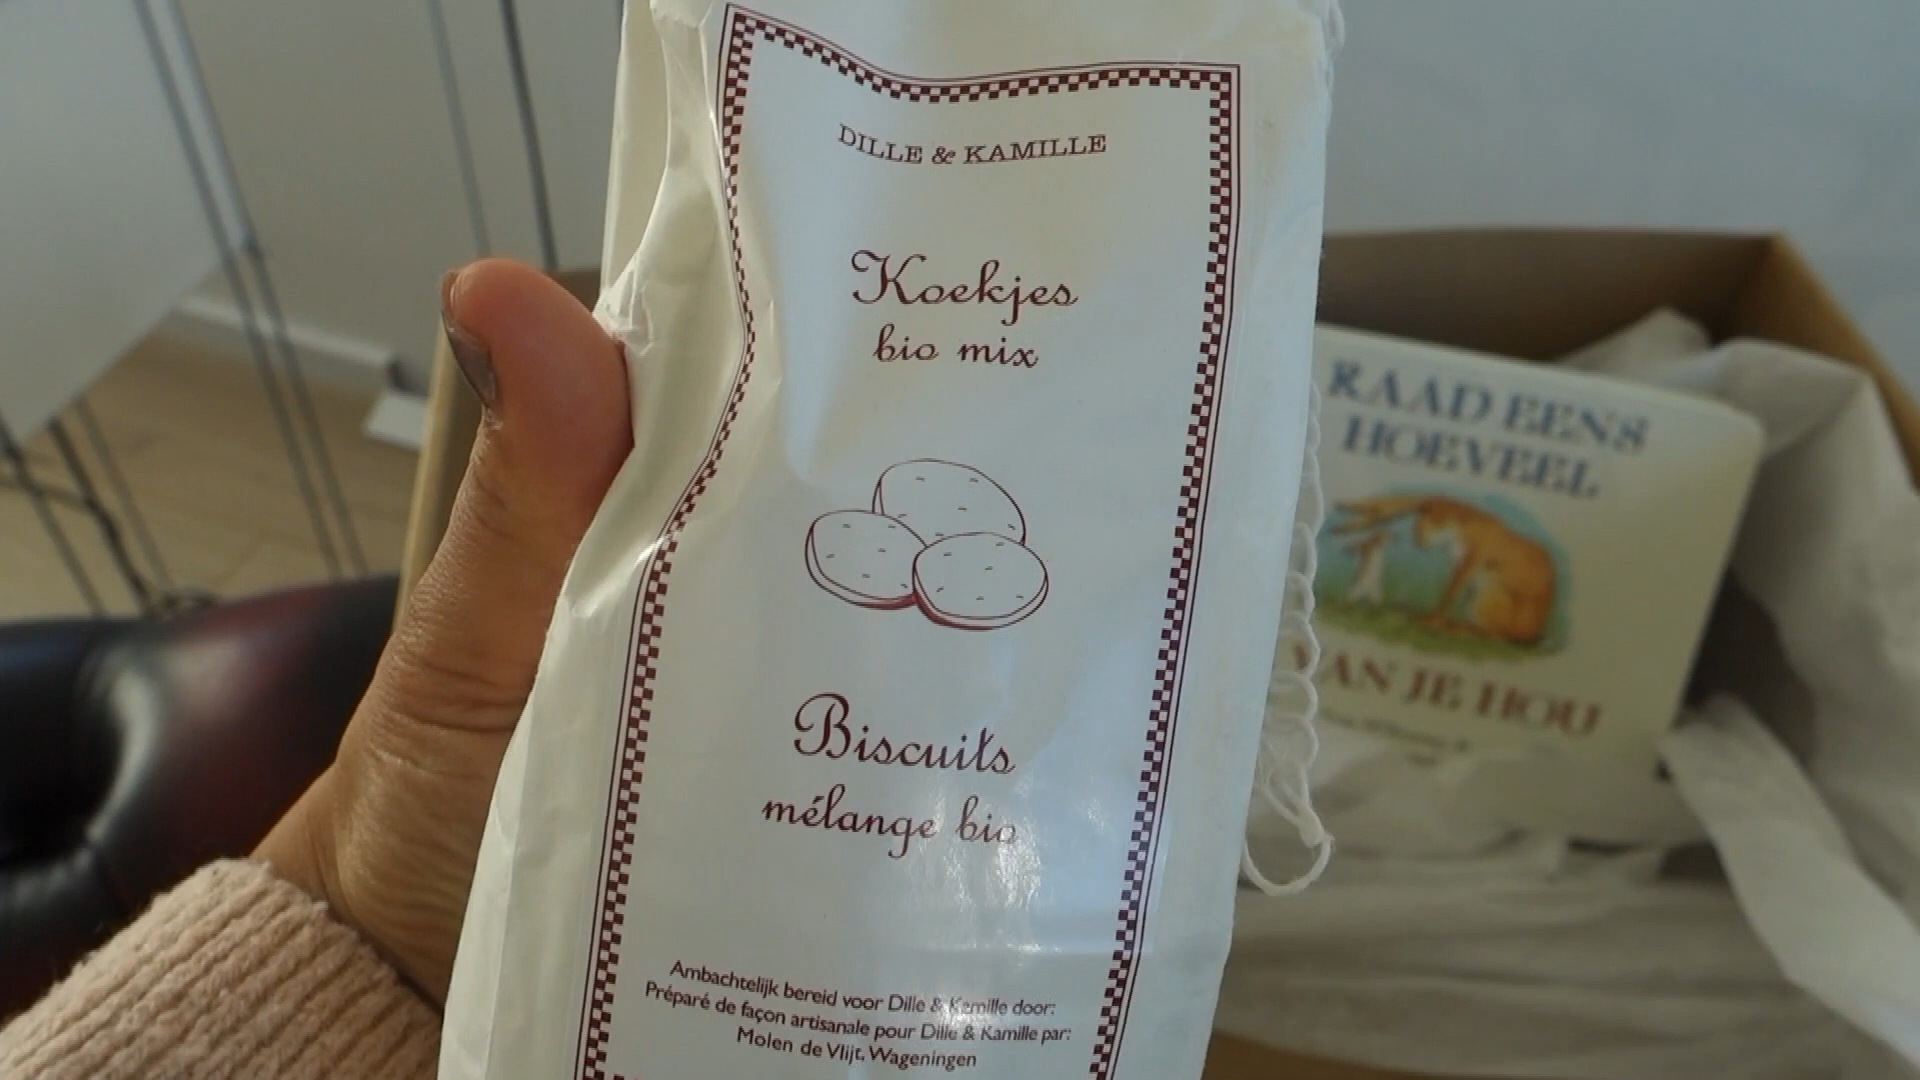 DILLE & KAMILLE
Koekjes
bio mix
Biscuits
mélange bio
Ambachtelijk bereid voor Dille & Kamille door:
Préparé de façon artisanale pour Dille & Kamille par:
Molen de Vlijt, Wageningen
RAAD EENS
HOEVEEL
VAN JE HOU